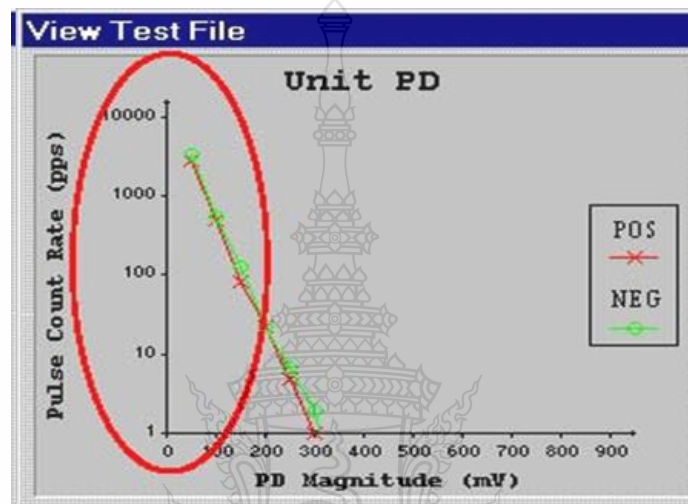 View Test File
Unit PD
Pulse Count Rate (pps)
10000
1000
100
10
1
0 100 200 300 400 500 600 700 800 900
PD Magnitude (mV)
POS
NEG